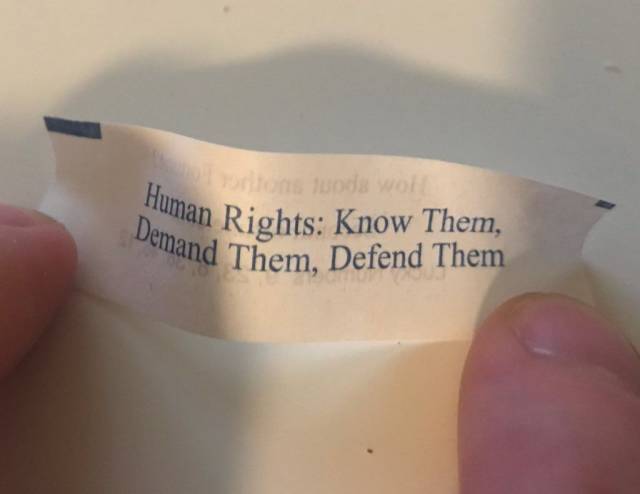 Human Rights: Know Them,
Demand Them, Defend Them